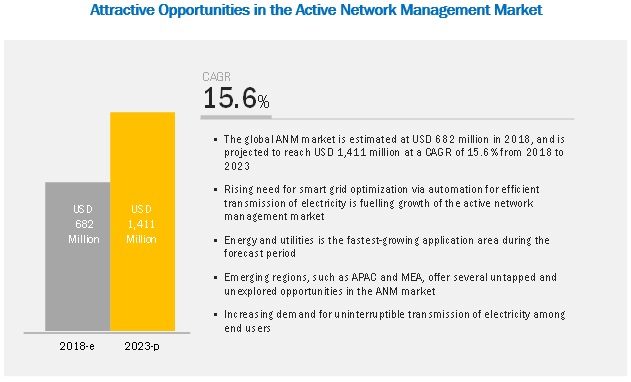 Attractive Opportunities in the Active Network Management Market
CAGR
15.6%
USD
682
Million
USD
1,411
Million
2018-e
2023-p
▪ The global ANM market is estimated at USD 682 million in 2018, and is
projected to reach USD 1,411 million at a CAGR of 15.6% from 2018 to
2023
▪ Rising need for smart grid optimization via automation for efficient
transmission of electricity is fuelling growth of the active network
management market
▪ Energy and utilities is the fastest-growing application area during the
forecast period
▪ Emerging regions, such as APAC and MEA, offer several untapped and
unexplored opportunities in the ANM market
▪ Increasing demand for uninterruptible transmission of electricity among
end users